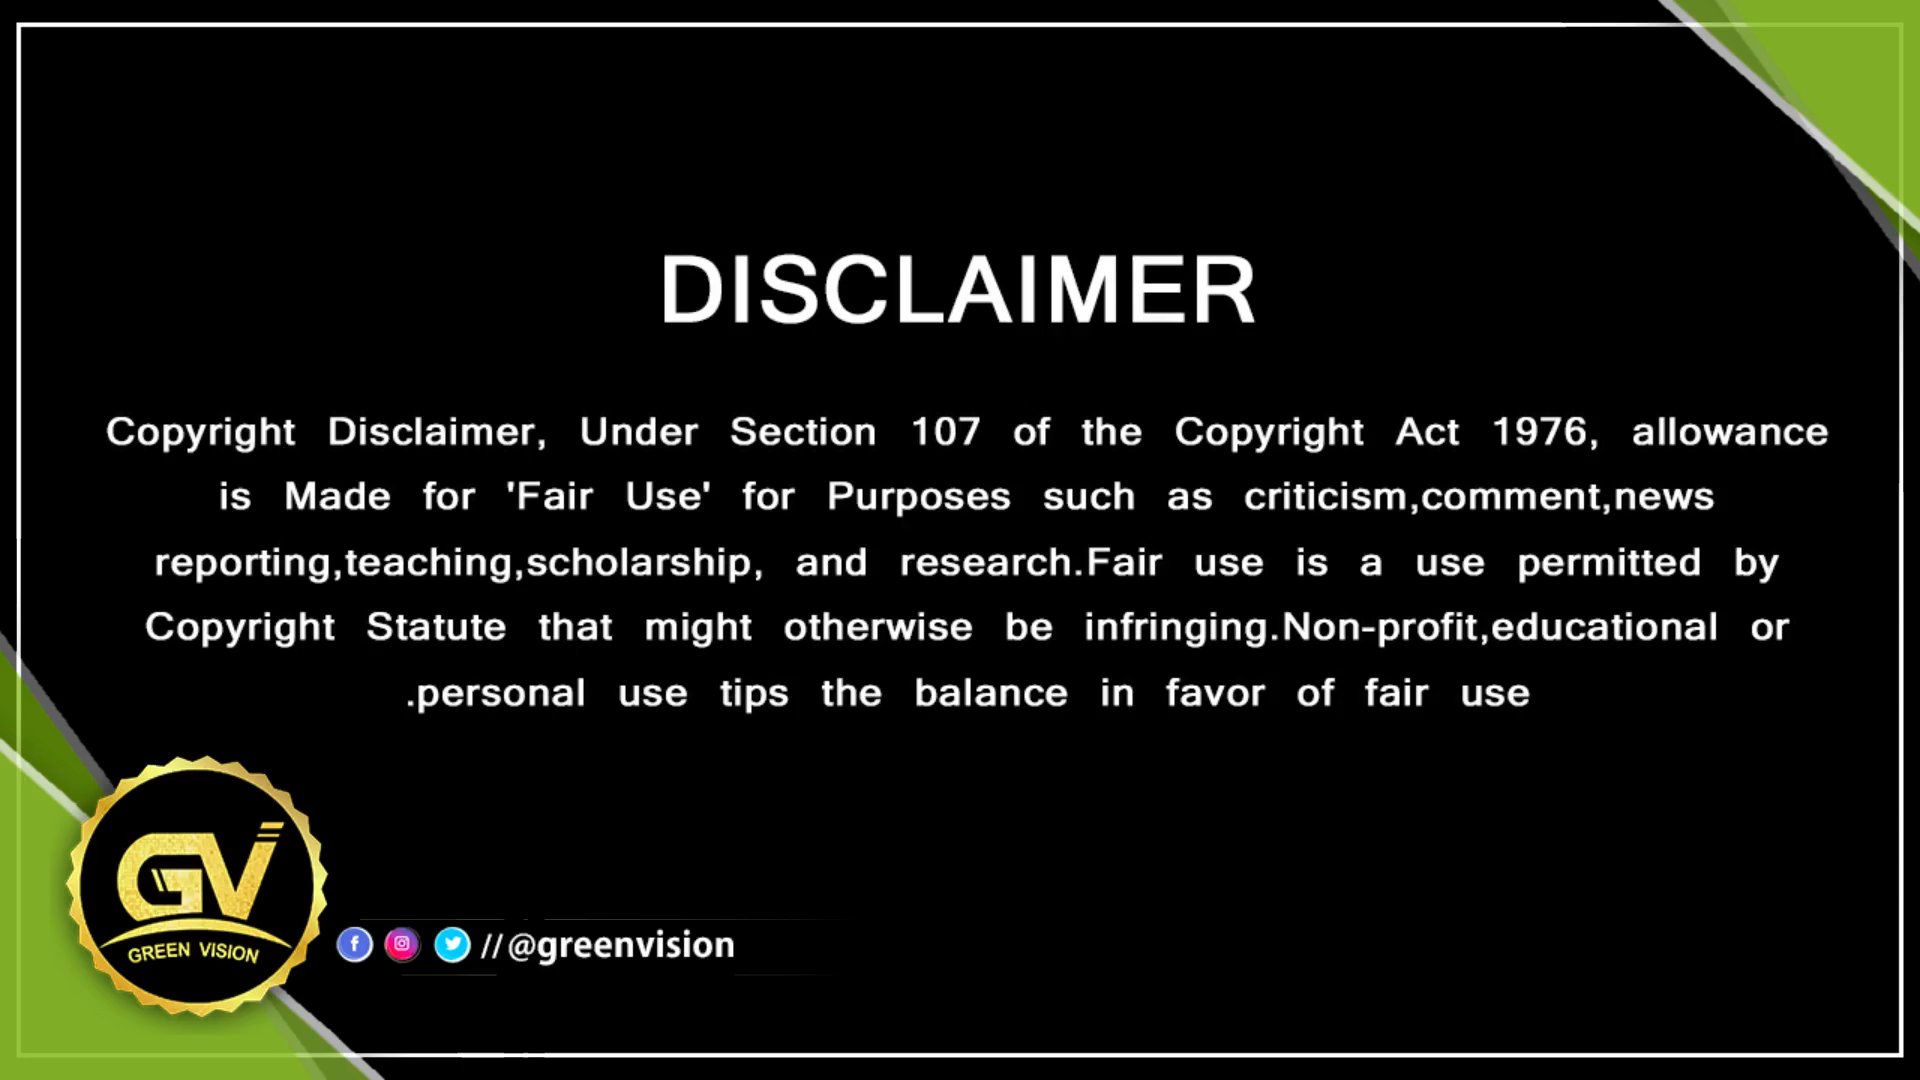 DISCLAIMER
Copyright Disclaimer, Under Section 107 of the Copyright Act 1976, allowance
is Made for 'Fair Use' for Purposes such as criticism,comment,news
reporting,teaching,scholarship, and research.Fair use is a use permitted by
Copyright Statute that might otherwise be infringing.Non-profit,educational or
.personal use tips the balance in favor of fair use
GV
GREEN VISION
//@greenvision